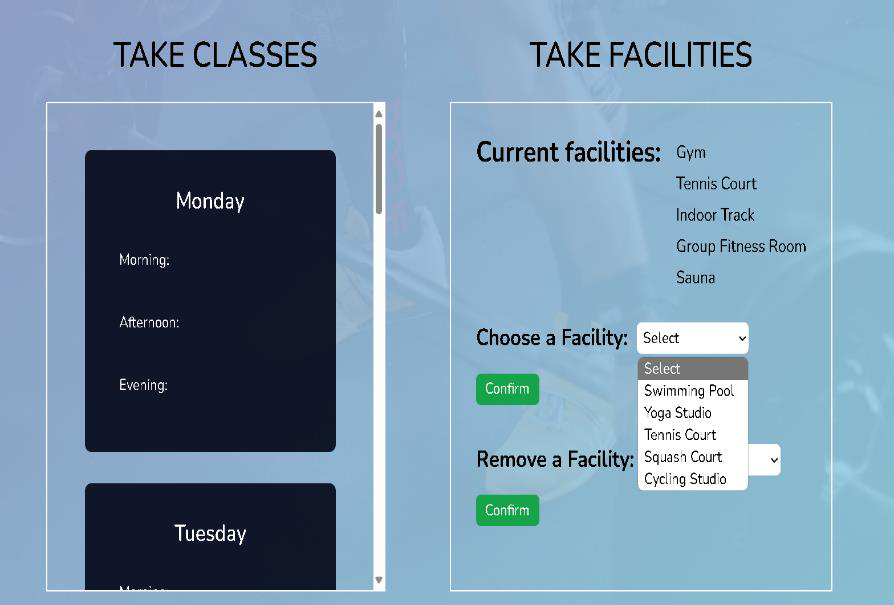 TAKE CLASSES
Monday
Morning:
Afternoon:
Evening:
Tuesday
TAKE FACILITIES
Current facilities:
Gym
Tennis Court
Indoor Track
Group Fitness Room
Sauna
Choose a Facility: Select
Select
Swimming Pool
Yoga Studio
Tennis Court
Squash Court
Cycling Studio
Confirm
Remove a Facility:
Confirm